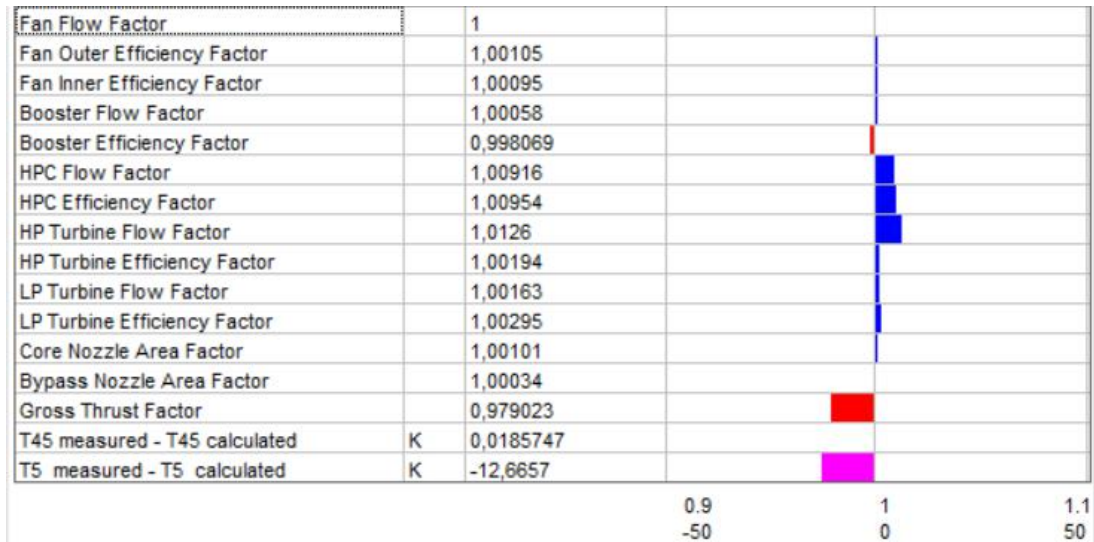 Fan Flow Factor 1
Fan Outer Efficiency Factor 1,00105
Fan Inner Efficiency Factor 1,00095
Booster Flow Factor 1,00058
Booster Efficiency Factor 0,998069
HPC Flow Factor 1,00916
HPC Efficiency Factor 1,00954
HP Turbine Flow Factor 1,0126
HP Turbine Efficiency Factor 1,00194
LP Turbine Flow Factor 1,00163
LP Turbine Efficiency Factor 1,00295
Core Nozzle Area Factor 1,00101
Bypass Nozzle Area Factor 1,00034
Gross Thrust Factor 0,979023
T45 measured - T45 calculated K 0,0185747
T5 measured - T5 calculated K -12,6657
0.9 1 1.1
-50 0 50